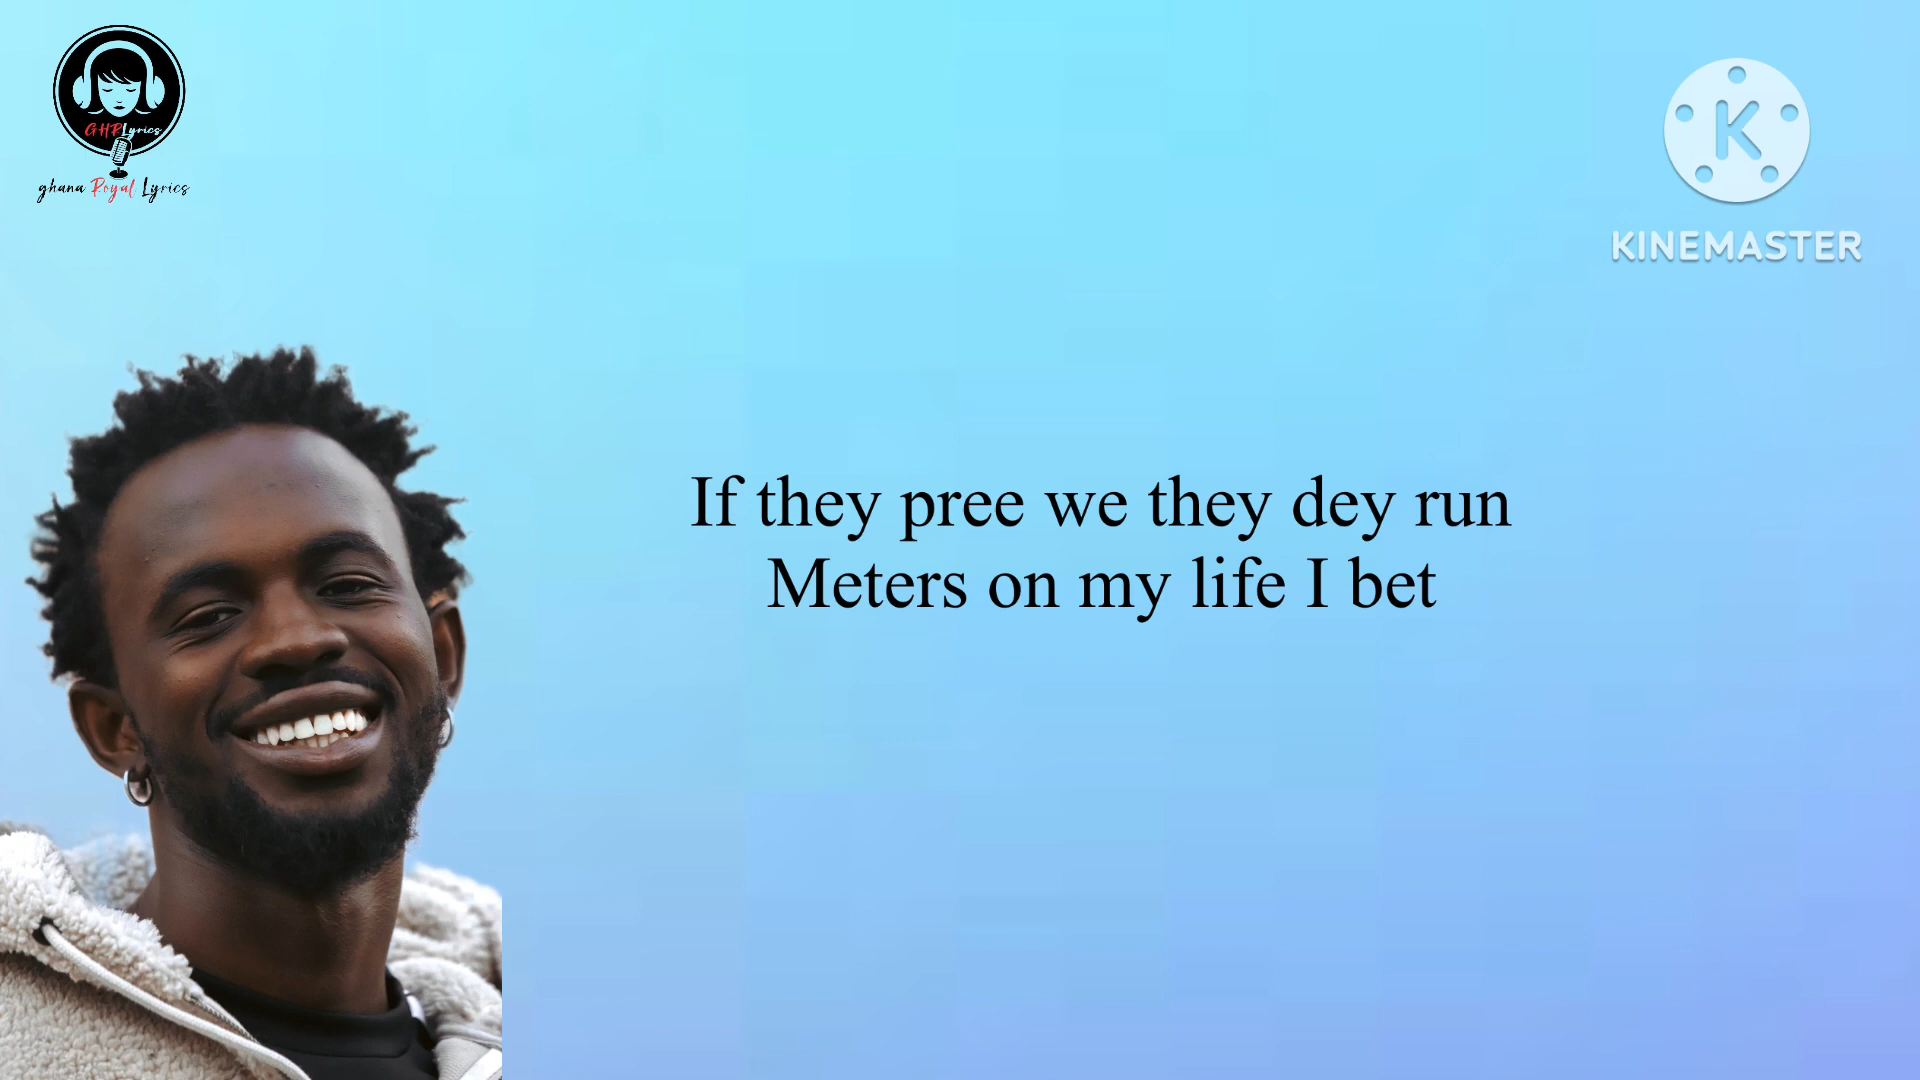 GHRLyrics
ghana Royal Lyrics
K
KINEMASTER
If they pree we they dey run
Meters on my life I bet